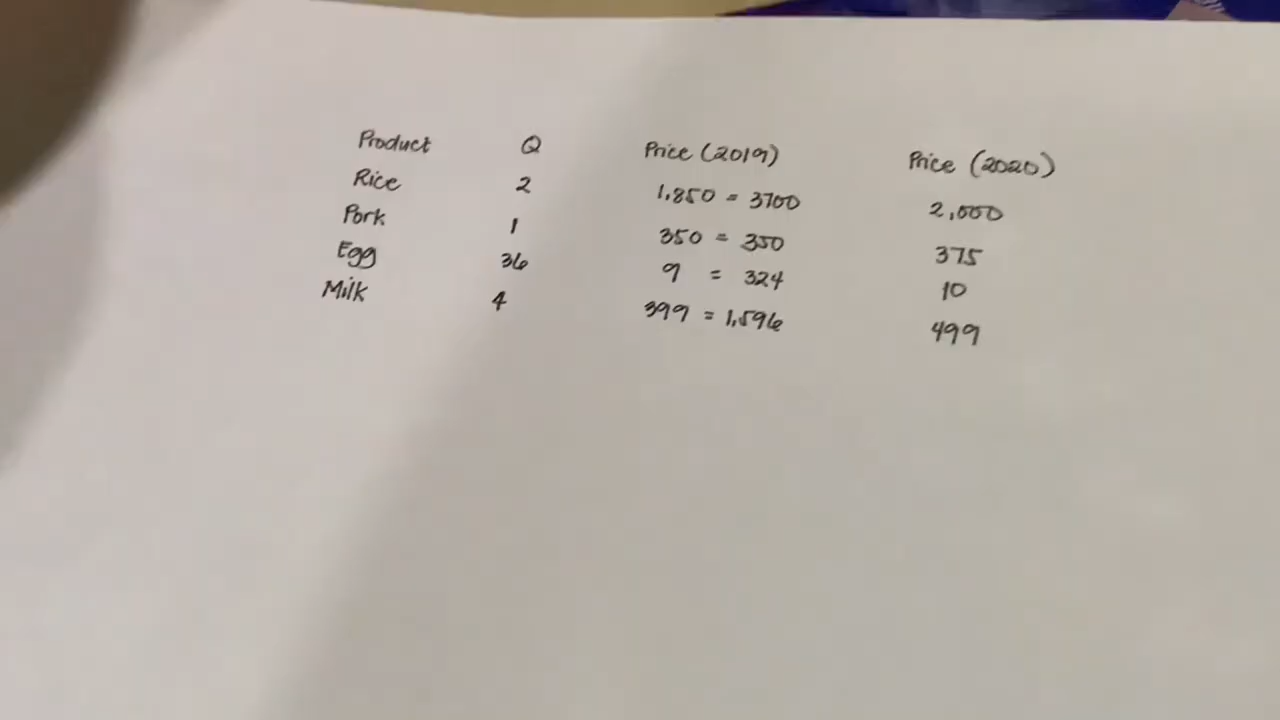 Product Q Price (2019) Price (2020)
Rice 2 1,850 = 3700 2,000
Pork 1 350 = 350 375
Egg 36 9 = 324 10
Milk 4 399 = 1,596 499